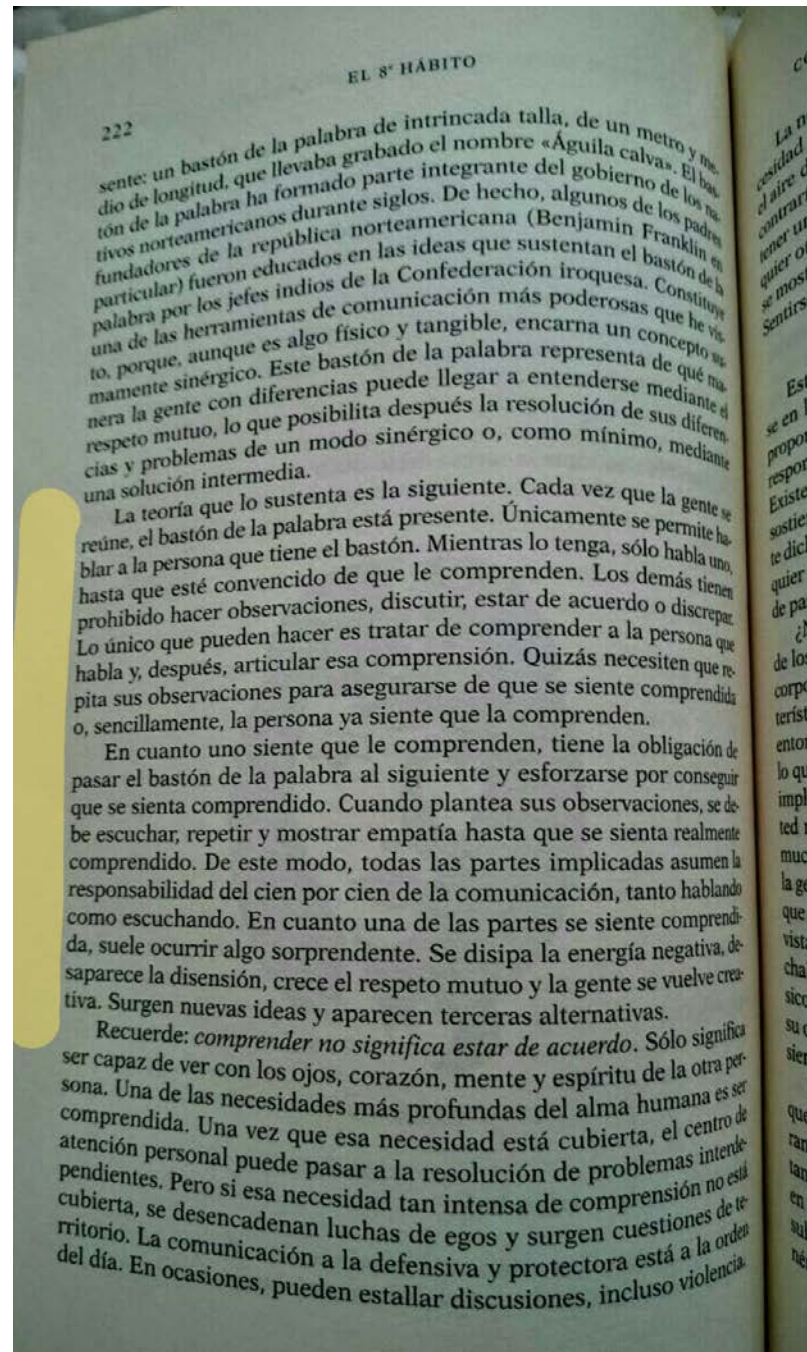 EL 8º HÁBITO
222
sente: un bastón de la palabra de intrincada talla, de un metro y me-
dio de longitud, que llevaba grabado el nombre «Águila calva». El bas-
tón de la palabra ha formado parte integrante del gobierno de los na-
tivos norteamericanos durante siglos. De hecho, algunos de los padres
fundadores de la república norteamericana (Benjamin Franklin en
particular) fueron educados en las ideas que sustentan el bastón de la
palabra por los jefes indios de la Confederación iroquesa. Constituye
una de las herramientas de comunicación más poderosas que he vis-
to, porque, aunque es algo físico y tangible, encarna un concepto su-
mamente sinérgico. Este bastón de la palabra representa de qué ma-
nera la gente con diferencias puede llegar a entenderse mediante el
respeto mutuo, lo que posibilita después la resolución de sus diferen-
cias y problemas de un modo sinérgico o, como mínimo, mediante
una solución intermedia.
La teoría que lo sustenta es la siguiente. Cada vez que la gente se
reúne, el bastón de la palabra está presente. Únicamente se permite ha-
blar a la persona que tiene el bastón. Mientras lo tenga, sólo habla uno,
hasta que esté convencido de que le comprenden. Los demás tienen
prohibido hacer observaciones, discutir, estar de acuerdo o discrepar.
Lo único que pueden hacer es tratar de comprender a la persona que
habla y, después, articular esa comprensión. Quizás necesiten que re-
pita sus observaciones para asegurarse de que se siente comprendida
o, sencillamente, la persona ya siente que la comprenden.
En cuanto uno siente que le comprenden, tiene la obligación de
pasar el bastón de la palabra al siguiente y esforzarse por conseguir
que se sienta comprendido. Cuando plantea sus observaciones, se de-
be escuchar, repetir y mostrar empatía hasta que se sienta realmente
comprendido. De este modo, todas las partes implicadas asumen la
responsabilidad del cien por cien de la comunicación, tanto hablando
como escuchando. En cuanto una de las partes se siente comprendi-
da, suele ocurrir algo sorprendente. Se disipa la energía negativa, de-
saparece la disensión, crece el respeto mutuo y la gente se vuelve crea-
tiva. Surgen nuevas ideas y aparecen terceras alternativas.
Recuerde: comprender no significa estar de acuerdo. Sólo significa
ser capaz de ver con los ojos, corazón, mente y espíritu de la otra per-
sona. Una de las necesidades más profundas del alma humana es ser
comprendida. Una vez que esa necesidad está cubierta, el centro de
atención personal puede pasar a la resolución de problemas interde-
pendientes. Pero si esa necesidad tan intensa de comprensión no está
cubierta, se desencadenan luchas de egos y surgen cuestiones de te-
rritorio. La comunicación a la defensiva y protectora está a la orden
del día. En ocasiones, pueden estallar discusiones, incluso violencia.